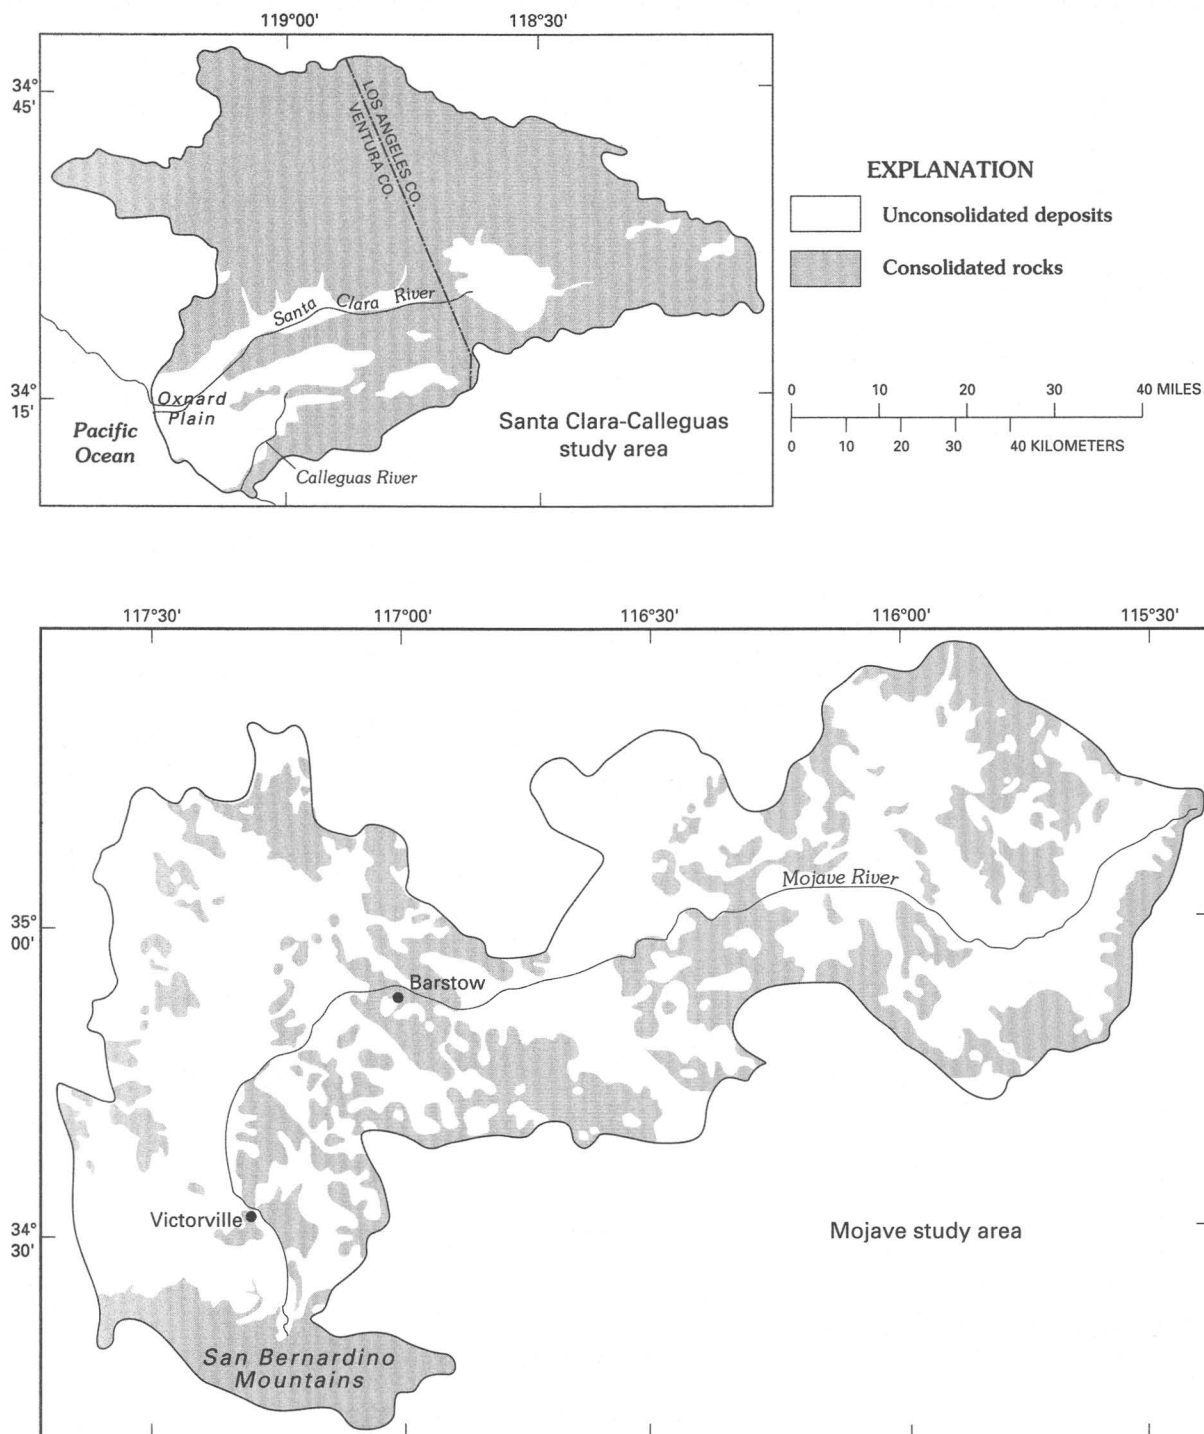 119°00' 118°30'
34°
45'
LOS ANGELES CO.
VENTURA CO.
Santa Clara River
34°
15'
Oxnard
Plain
Pacific
Ocean
Santa Clara-Calleguas
study area
Calleguas River
EXPLANATION
Unconsolidated deposits
Consolidated rocks
0 10 20 30 40 MILES
0 10 20 30 40 KILOMETERS
117°30' 117°00' 116°30' 116°00' 115°30'
Mojave River
35°
00'
Barstow
Victorville
34°
30'
Mojave study area
San Bernardino
Mountains